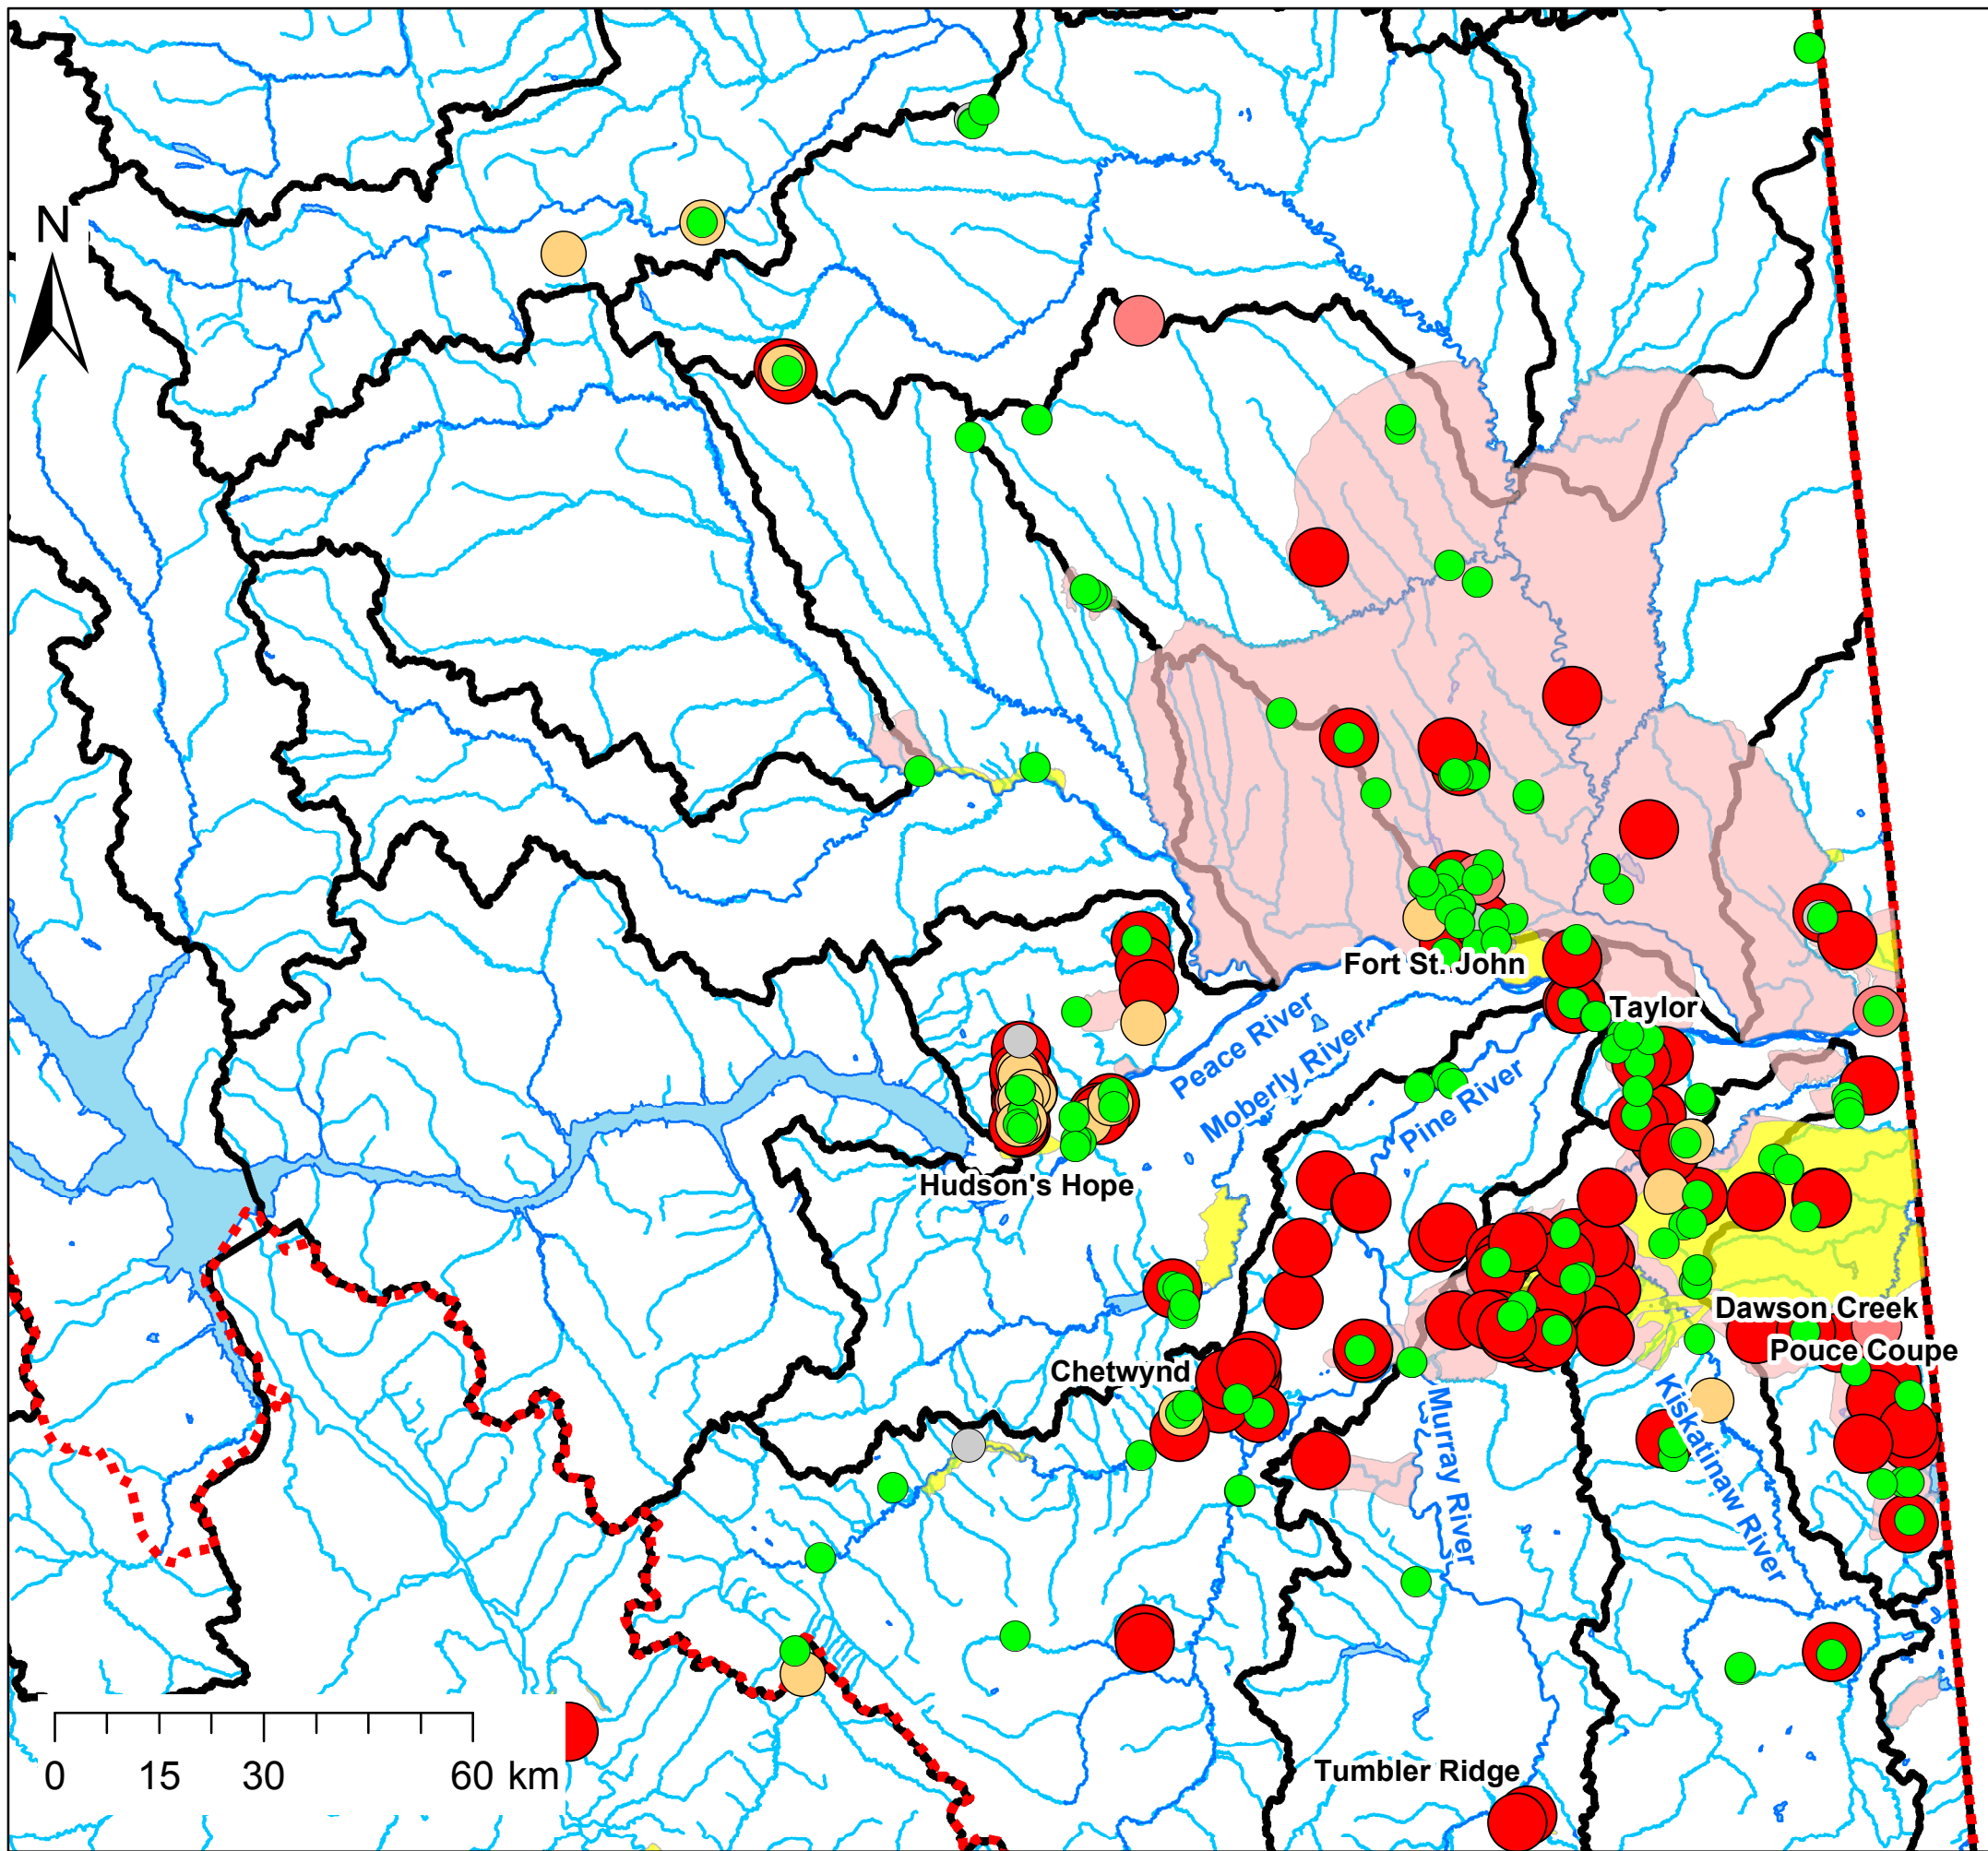 N
Fort St. John
Taylor
Peace River
Moberly River
Pine River
Hudson's Hope
Dawson Creek
Pouce Coupe
Chetwynd
Murray River
Kiskatinaw River
Tumbler Ridge
0 15 30 60 km